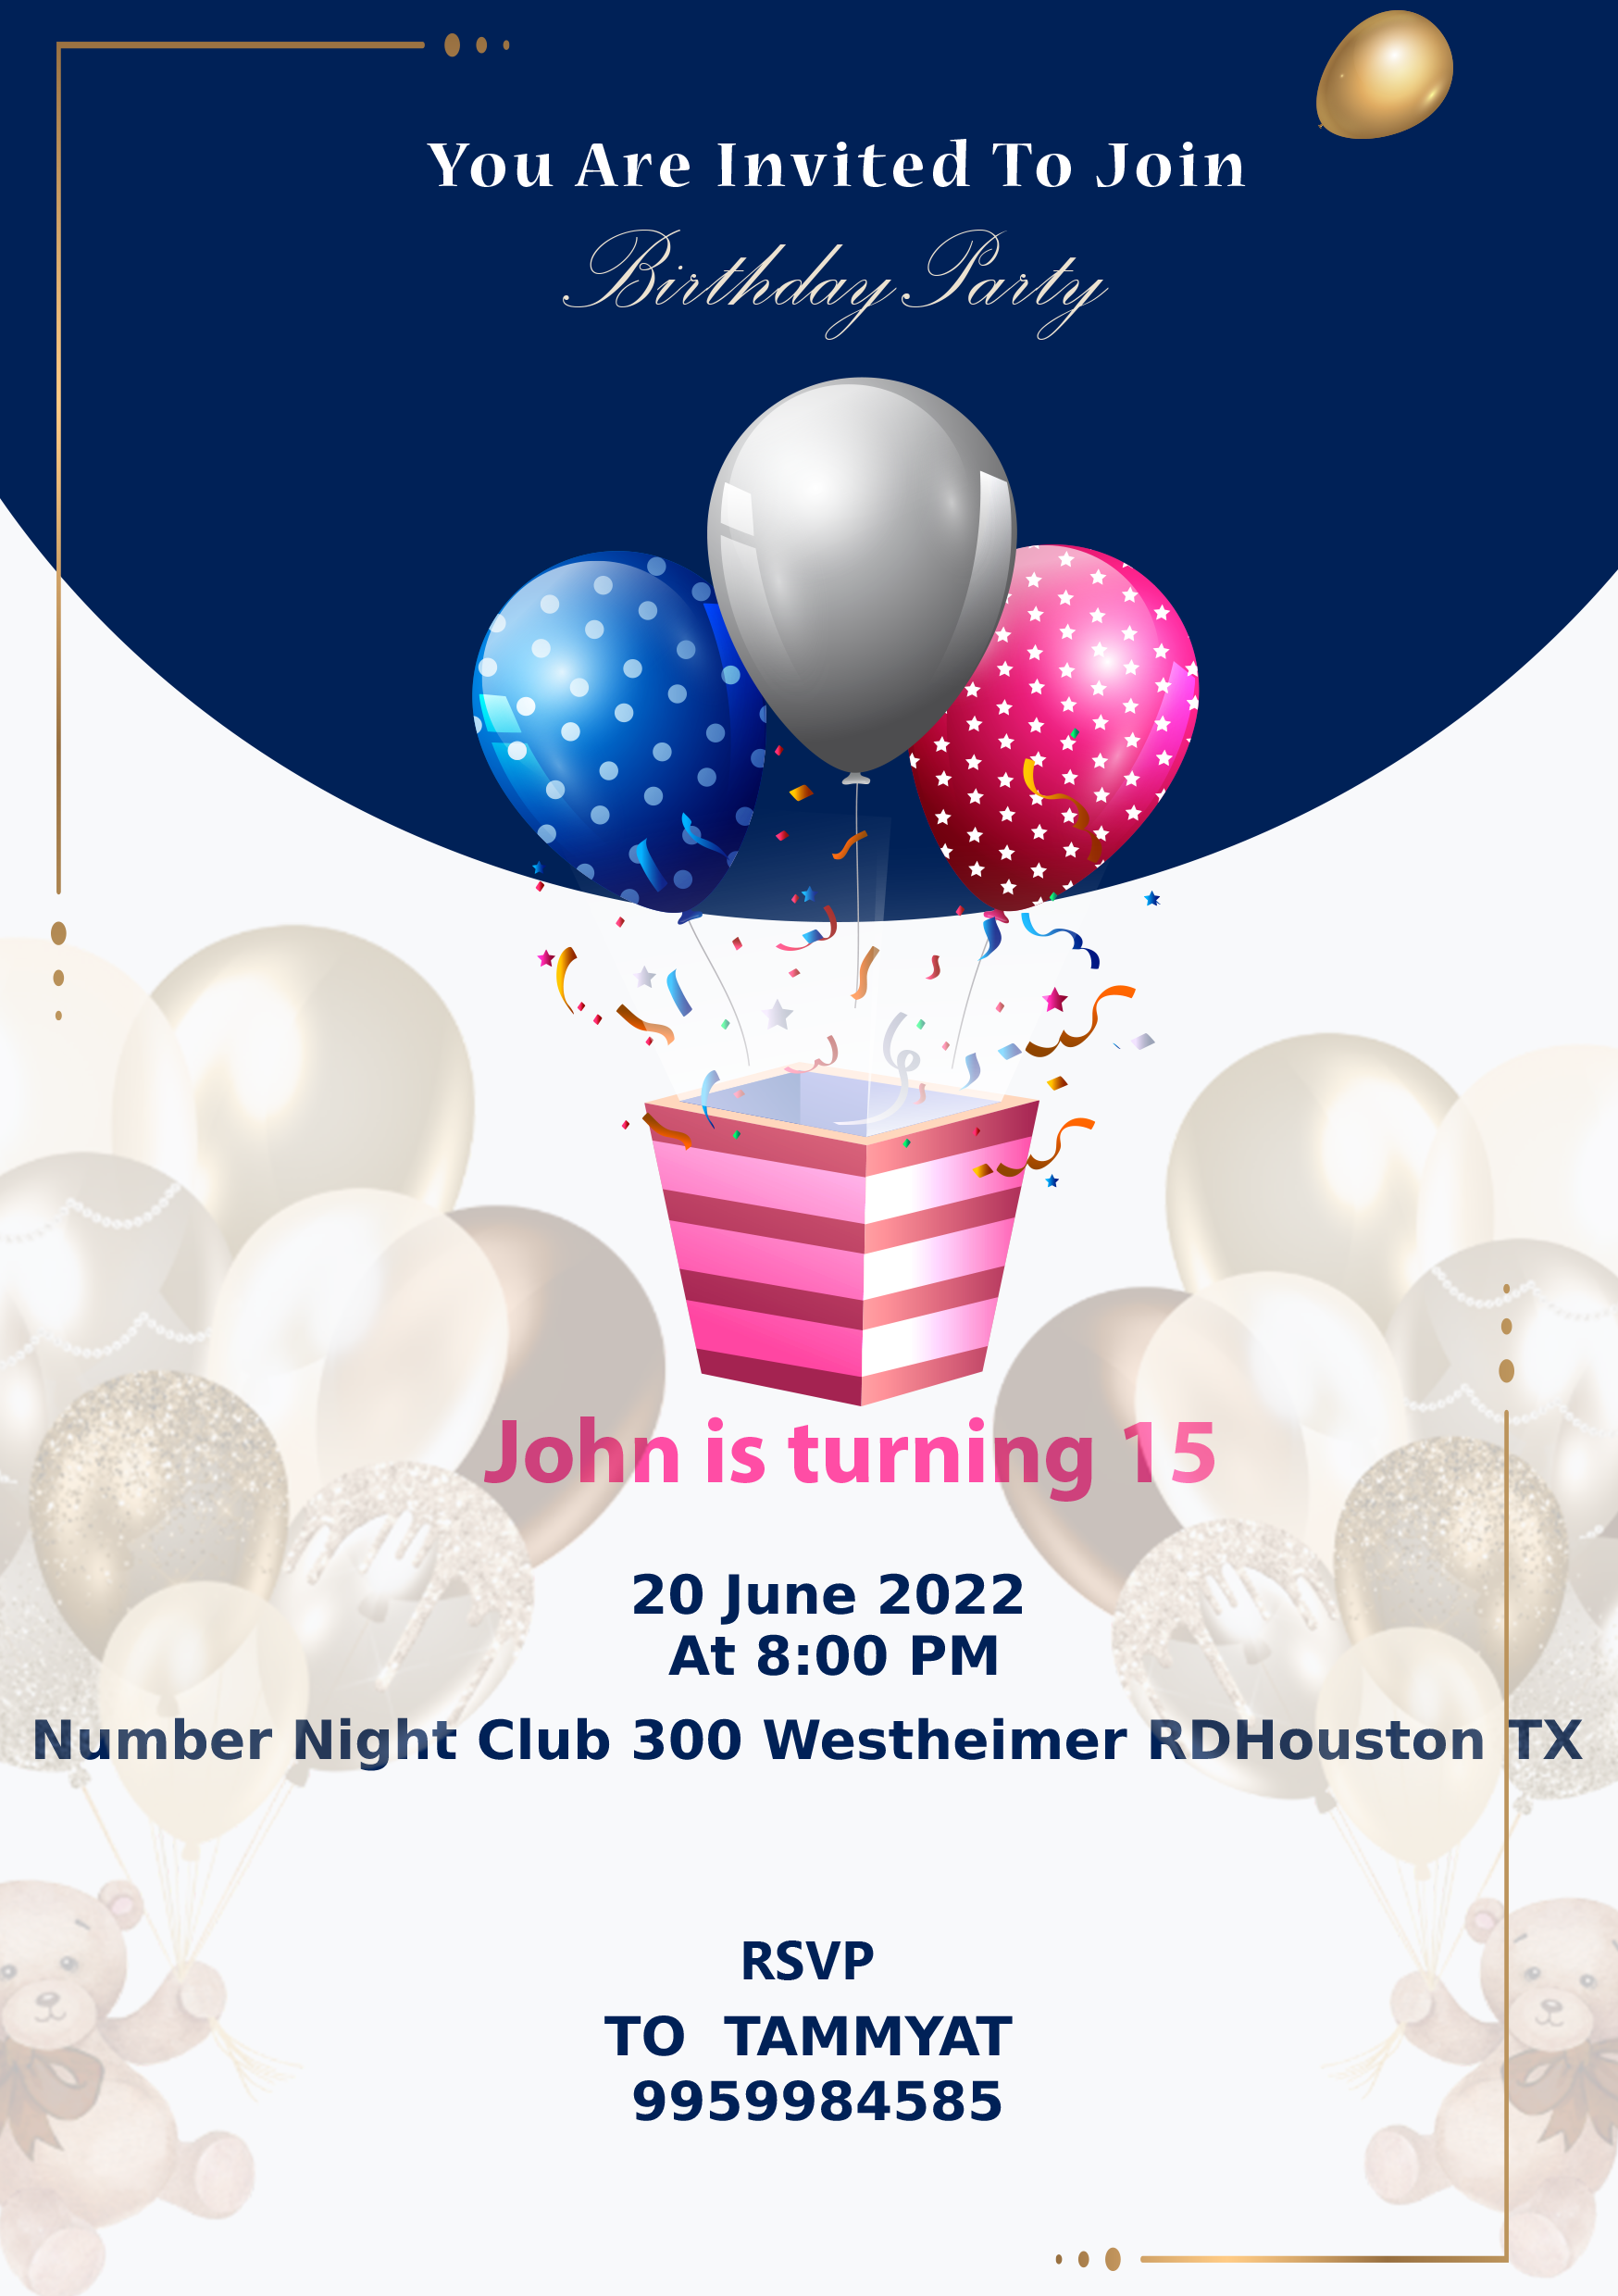 You Are Invited To Join
Birthday Party
John is turning 15
20 June 2022
At 8:00 PM
Number Night Club 300 Westheimer RDHouston TX
RSVP
TO  TAMMYAT
9959984585